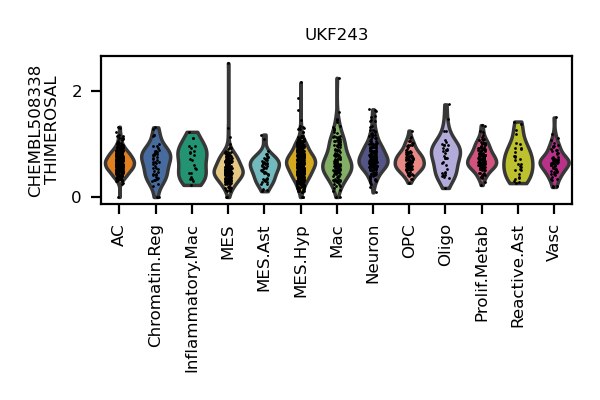 UKF243
CHEMBL508338
THIMEROSAL
2
0
AC
Chromatin.Reg
Inflammatory.Mac
MES
MES.Ast
MES.Hyp
Mac
Neuron
OPC
Oligo
Prolif.Metab
Reactive.Ast
Vasc